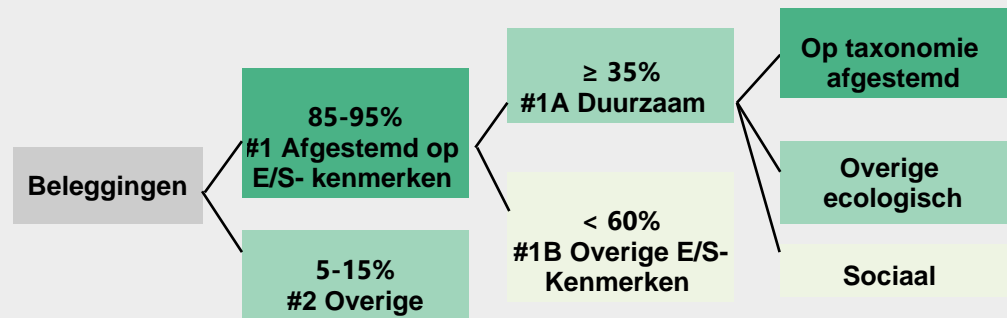 Beleggingen
85-95%
#1 Afgestemd op
E/S- kenmerken
5-15%
#2 Overige
≥ 35%
#1A Duurzaam
< 60%
#1B Overige E/S-
Kenmerken
Op taxonomie
afgestemd
Overige
ecologisch
Sociaal